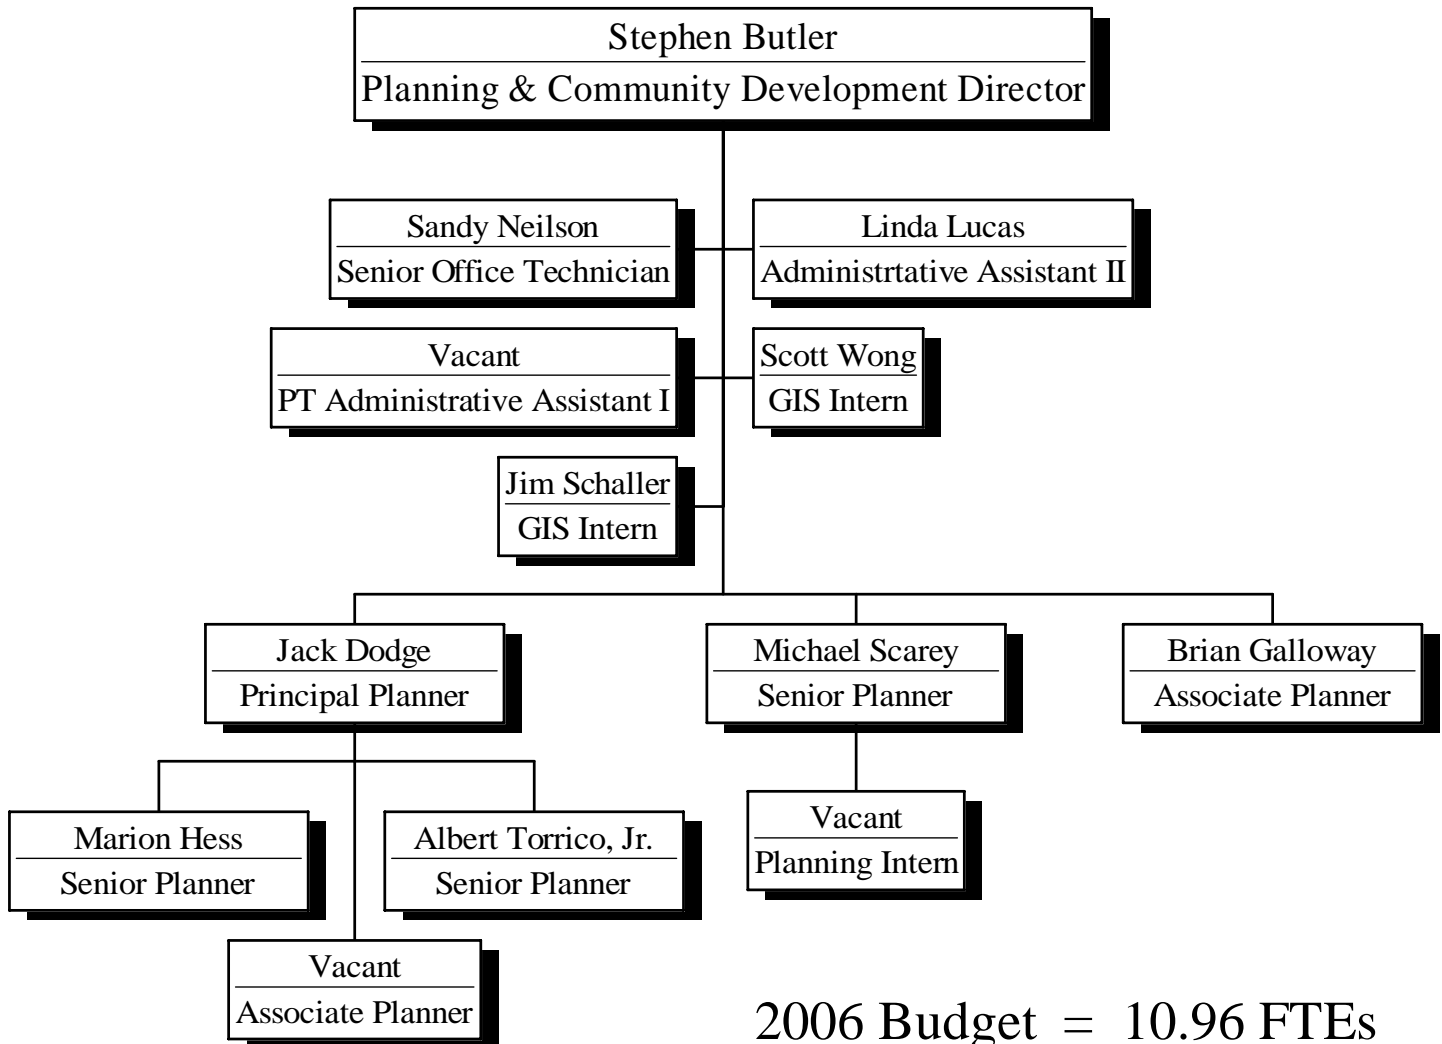 Stephen Butler
Planning & Community Development Director
Sandy Neilson
Senior Office Technician
Linda Lucas
Administrtative Assistant II
Vacant
PT Administrative Assistant I
Scott Wong
GIS Intern
Jim Schaller
GIS Intern
Jack Dodge
Principal Planner
Michael Scarey
Senior Planner
Brian Galloway
Associate Planner
Marion Hess
Senior Planner
Albert Torrico, Jr.
Senior Planner
Vacant
Planning Intern
Vacant
Associate Planner
2006 Budget = 10.96 FTEs